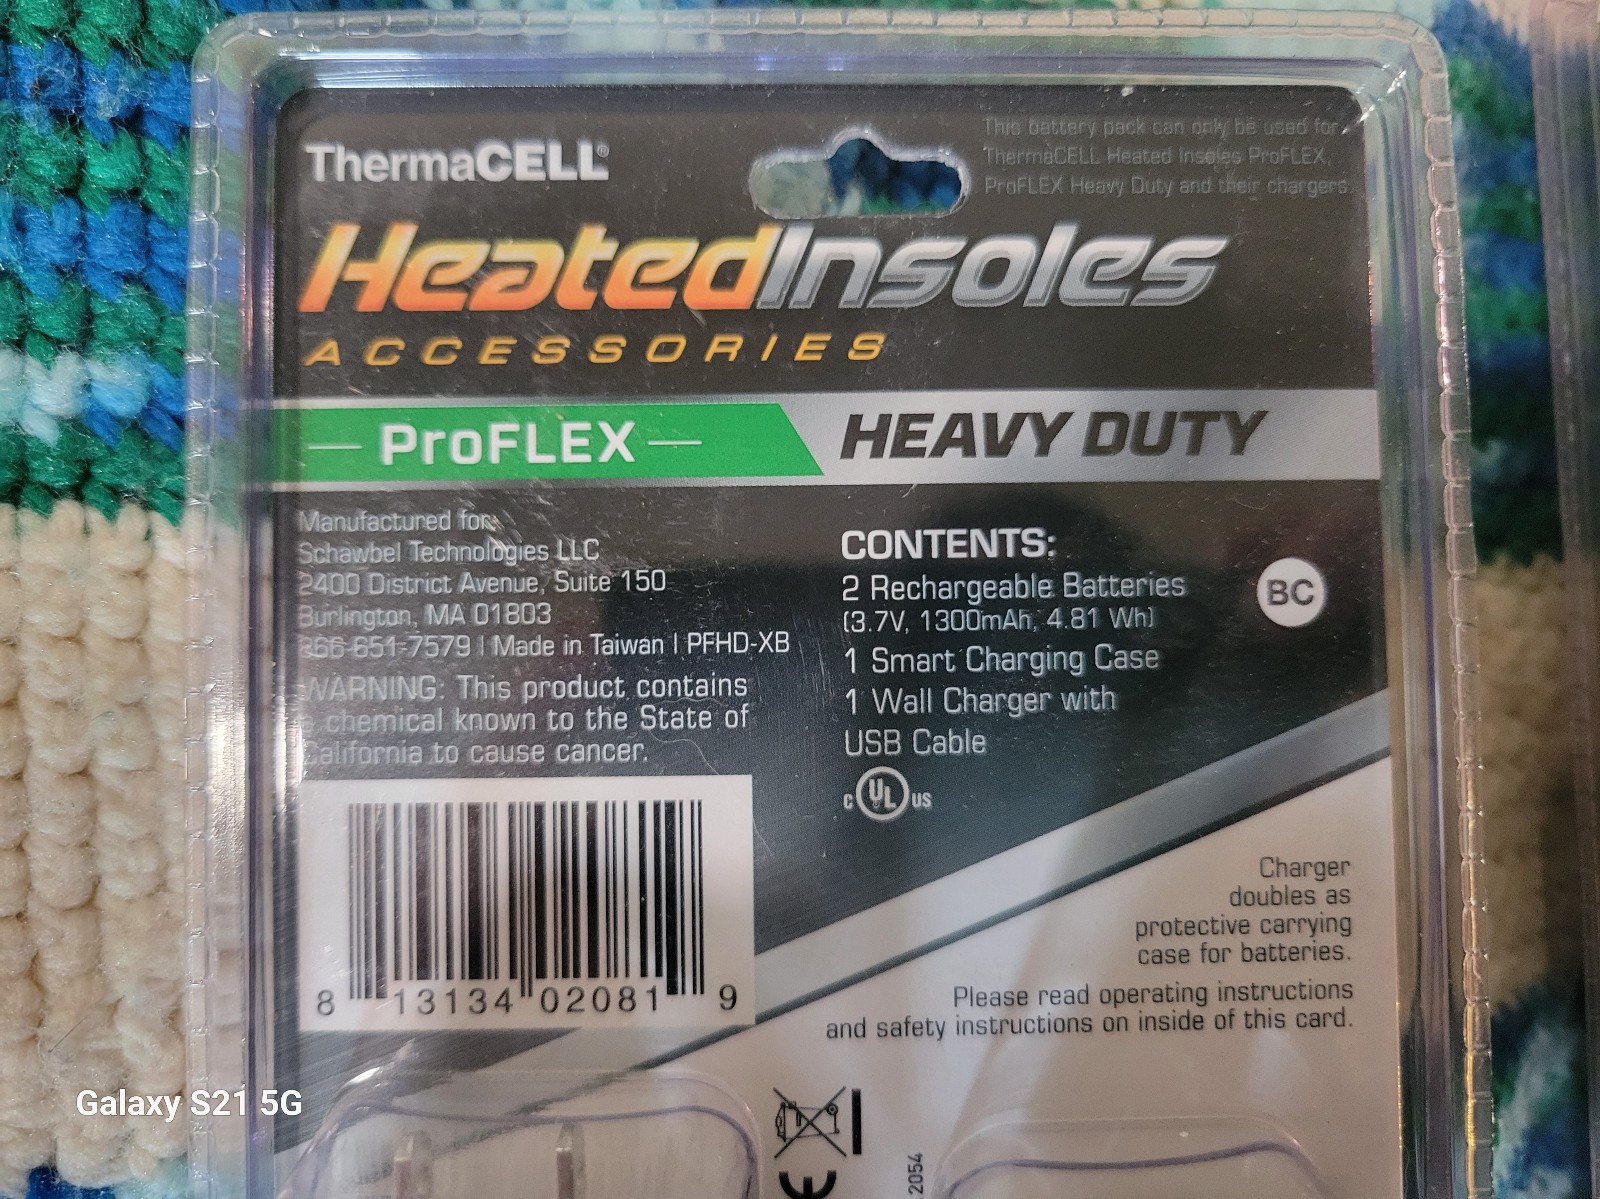 ThermaCELL®
This battery pack can only be used for
ThermaCELL Heated Insoles ProFLEX,
ProFLEX Heavy Duty and their chargers.
HeatedInsoles
ACCESSORIES
ProFLEX
HEAVY DUTY
Manufactured for:
Schawbel Technologies LLC
2400 District Avenue, Suite 150
Burlington, MA 01803
866-651-7579 | Made in Taiwan | PFHD-XB
WARNING: This product contains
a chemical known to the State of
California to cause cancer.
8 13134 02081 9
CONTENTS:
2 Rechargeable Batteries
(3.7V, 1300mAh, 4.81 Wh)
1 Smart Charging Case
1 Wall Charger with
USB Cable
BC
c UL us
Charger
doubles as
protective carrying
case for batteries.
Please read operating instructions
and safety instructions on inside of this card.
CE
2054
Galaxy S21 5G